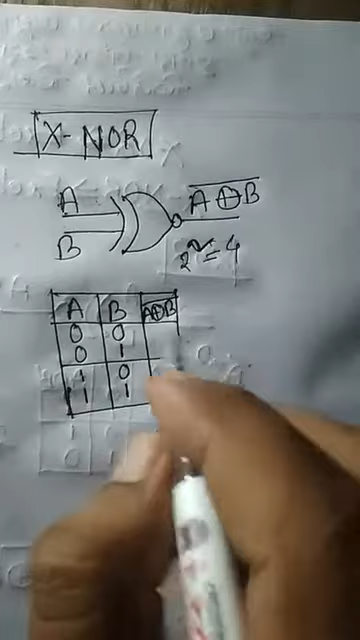 X-NOR
A
A⊕B
B
2² = 4
A B A⊕B
0 0
0 1
1 0
1 1